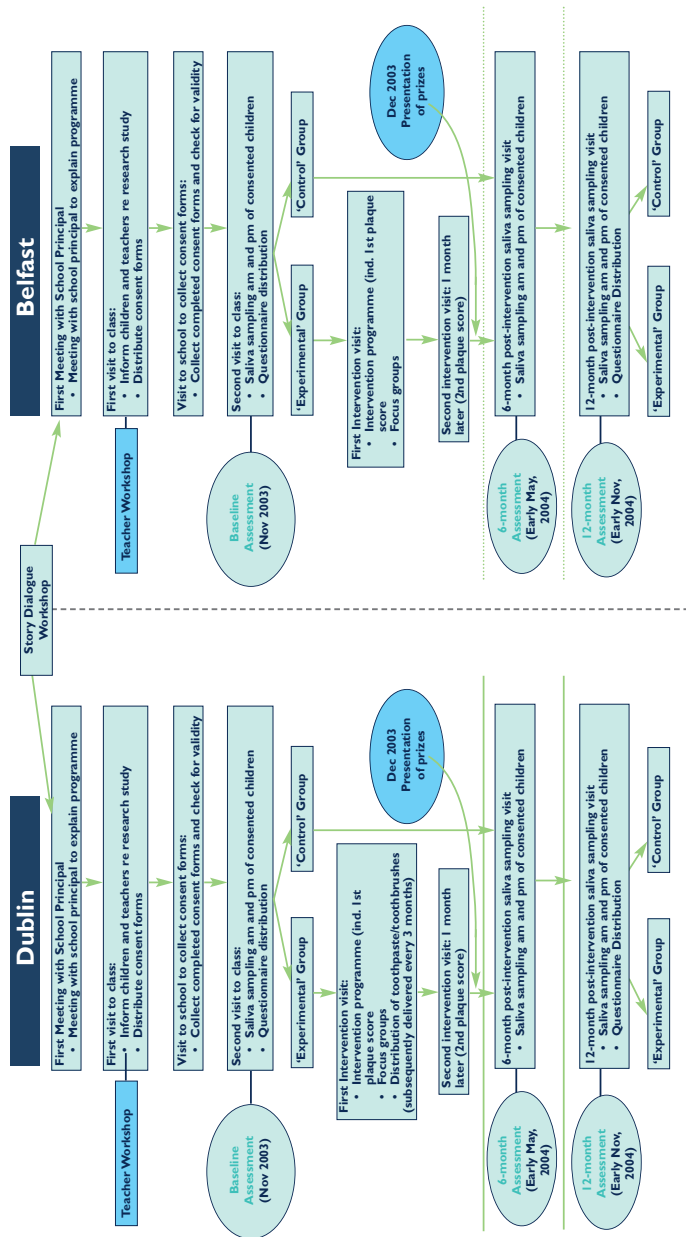 Story Dialogue
Workshop
Dublin
First Meeting with School Principal
• Meeting with school principal to explain programme
Teacher Workshop
First visit to class:
• Inform children and teachers re research study
• Distribute consent forms
Visit to school to collect consent forms:
• Collect completed consent forms and check for validity
Baseline
Assessment
(Nov 2003)
Second visit to class:
• Saliva sampling am and pm of consented children
• Questionnaire distribution
'Experimental' Group
'Control' Group
First Intervention visit:
• Intervention programme (ind. 1st
plaque score
• Focus groups
• Distribution of toothpaste/toothbrushes
(subsequently delivered every 3 months)
Second intervention visit: 1 month
later (2nd plaque score)
Dec 2003
Presentation
of prizes
6-month
Assessment
(Early May,
2004)
6-month post-intervention saliva sampling visit
• Saliva sampling am and pm of consented children
12-month
Assessment
(Early Nov,
2004)
12-month post-intervention saliva sampling visit
• Saliva sampling am and pm of consented children
• Questionnaire Distribution
'Experimental' Group
'Control' Group
Belfast
First Meeting with School Principal
• Meeting with school principal to explain programme
Teacher Workshop
First visit to class:
• Inform children and teachers re research study
• Distribute consent forms
Visit to school to collect consent forms:
• Collect completed consent forms and check for validity
Baseline
Assessment
(Nov 2003)
Second visit to class:
• Saliva sampling am and pm of consented children
• Questionnaire distribution
'Experimental' Group
'Control' Group
First Intervention visit:
• Intervention programme (ind. 1st plaque
score
• Focus groups
Second intervention visit: 1 month
later (2nd plaque score)
Dec 2003
Presentation
of prizes
6-month
Assessment
(Early May,
2004)
6-month post-intervention saliva sampling visit
• Saliva sampling am and pm of consented children
12-month
Assessment
(Early Nov,
2004)
12-month post-intervention saliva sampling visit
• Saliva sampling am and pm of consented children
• Questionnaire Distribution
'Experimental' Group
'Control' Group